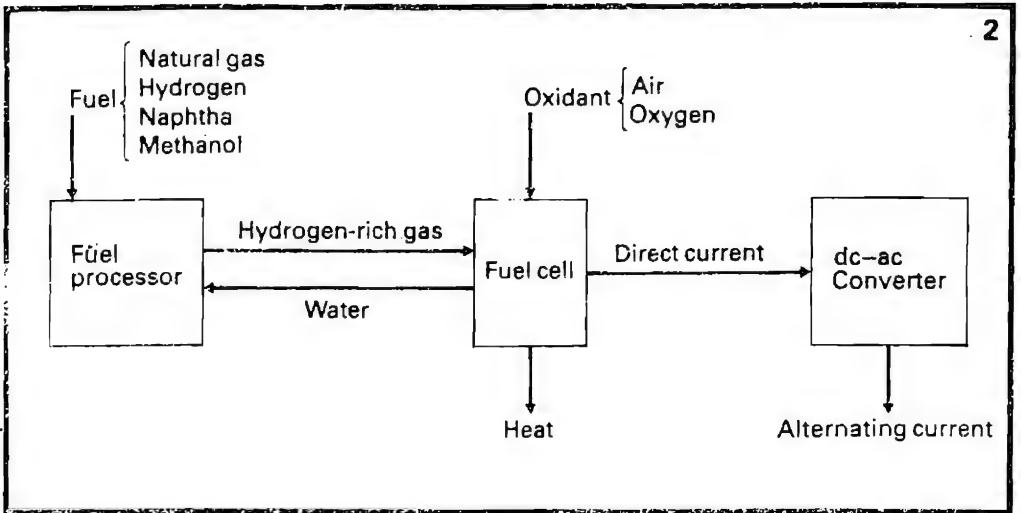 2
Fuel
Natural gas
Hydrogen
Naphtha
Methanol
Oxidant
Air
Oxygen
Fuel
processor
Hydrogen-rich gas
Water
Fuel cell
Direct current
dc–ac
Converter
Heat
Alternating current